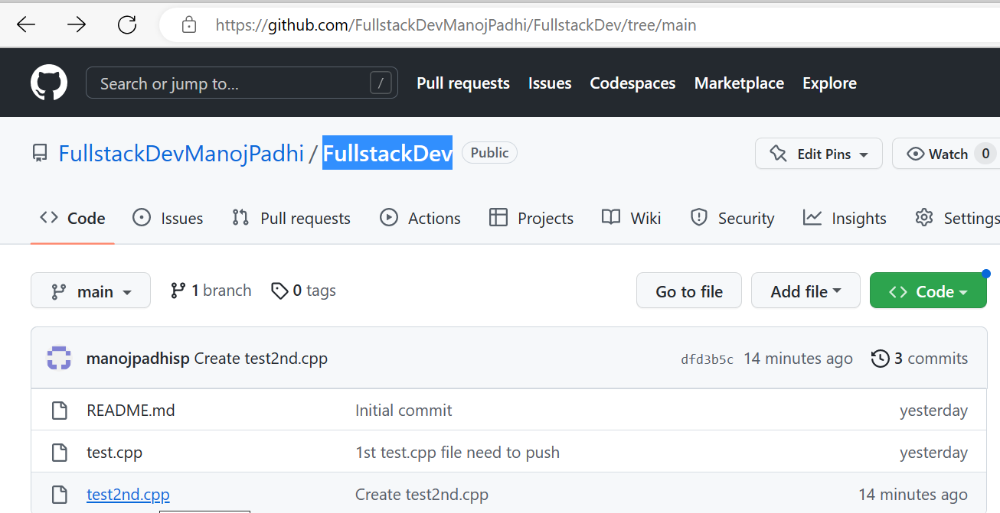 https://github.com/FullstackDevManojPadhi/FullstackDev/tree/main
Search or jump to... / Pull requests Issues Codespaces Marketplace Explore
FullstackDevManojPadhi / FullstackDev Public Edit Pins Watch 0
Code Issues Pull requests Actions Projects Wiki Security Insights Settings
main 1 branch 0 tags Go to file Add file Code
manojpadhisp Create test2nd.cpp dfd3b5c 14 minutes ago 3 commits
README.md Initial commit yesterday
test.cpp 1st test.cpp file need to push yesterday
test2nd.cpp Create test2nd.cpp 14 minutes ago